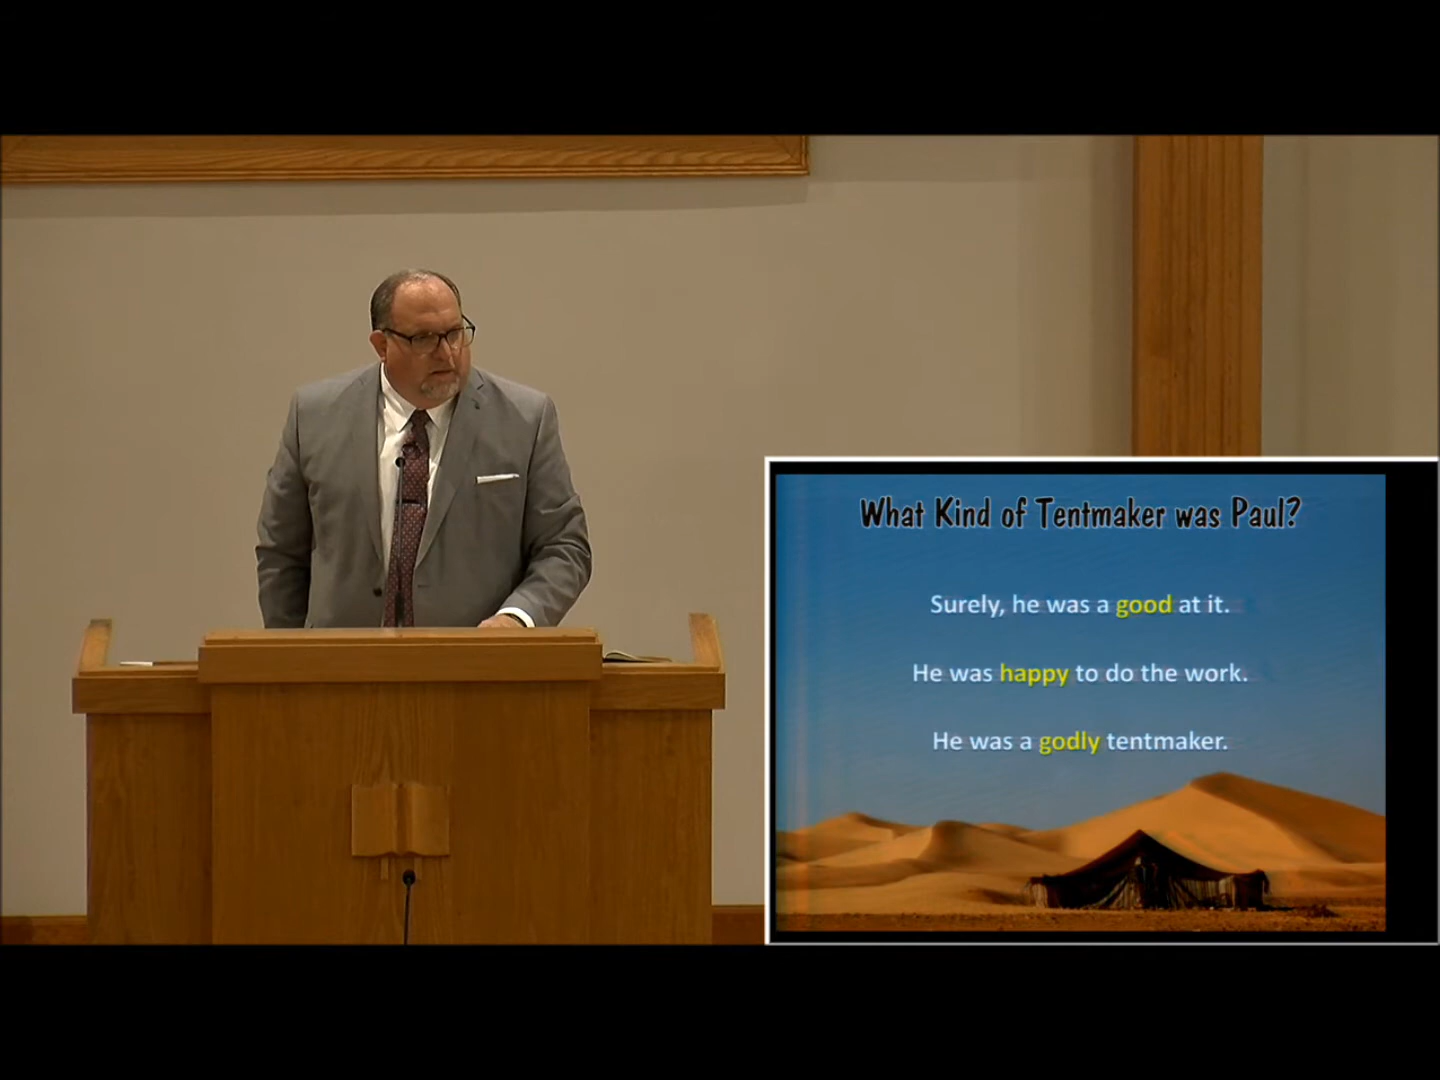 What Kind of Tentmaker was Paul?
Surely, he was a good at it.
He was happy to do the work.
He was a godly tentmaker.